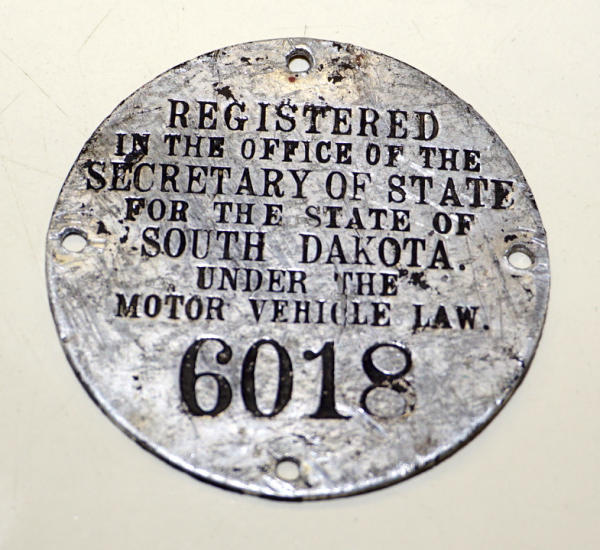 REGISTERED
IN THE OFFICE OF THE
SECRETARY OF STATE
FOR THE STATE OF
SOUTH DAKOTA.
UNDER THE
MOTOR VEHICLE LAW.
6018